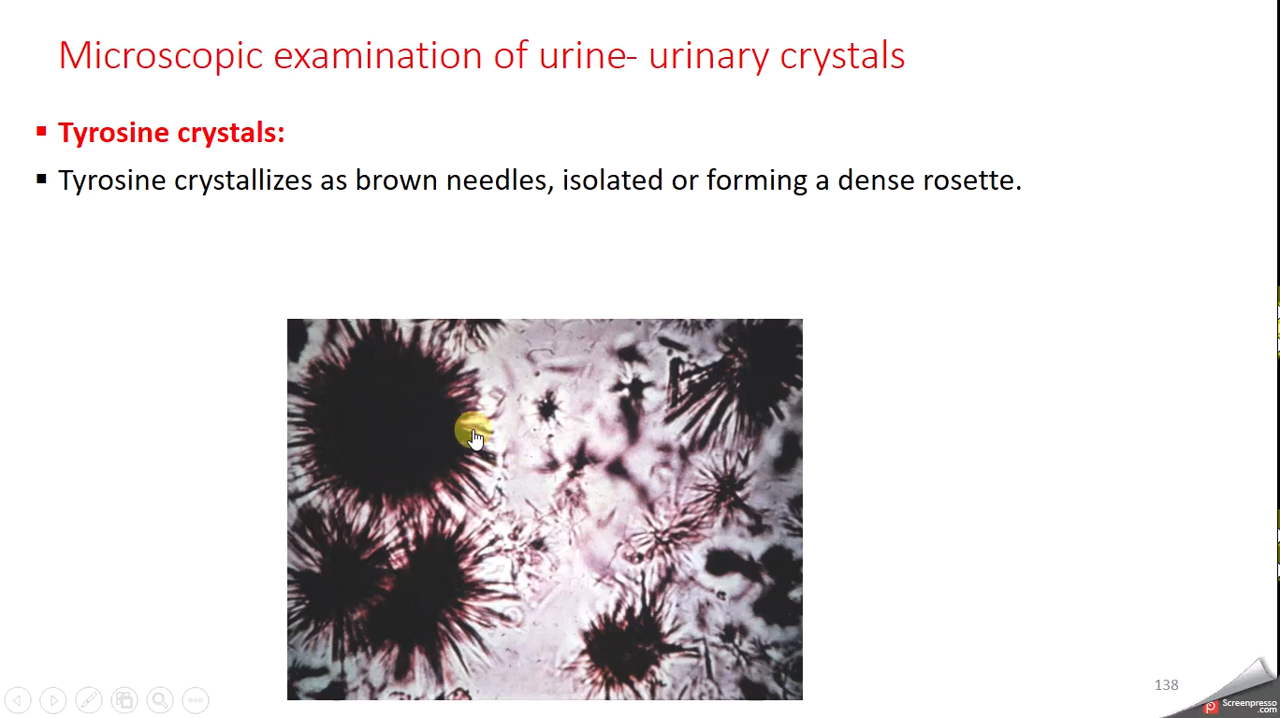 Microscopic examination of urine- urinary crystals
▪ Tyrosine crystals:
▪ Tyrosine crystallizes as brown needles, isolated or forming a dense rosette.
138
Screenpresso
.com